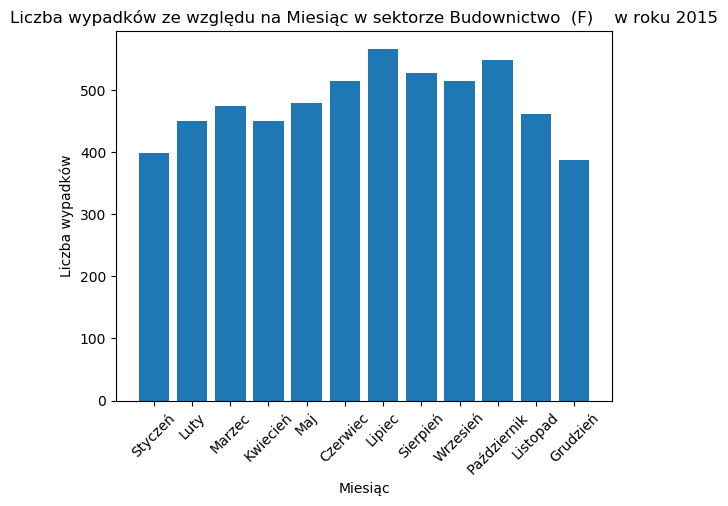 Liczba wypadków ze względu na Miesiąc w sektorze Budownictwo  (F)    w roku 2015
Liczba wypadków
500
400
300
200
100
0
Styczeń
Luty
Marzec
Kwiecień
Maj
Czerwiec
Lipiec
Sierpień
Wrzesień
Październik
Listopad
Grudzień
Miesiąc